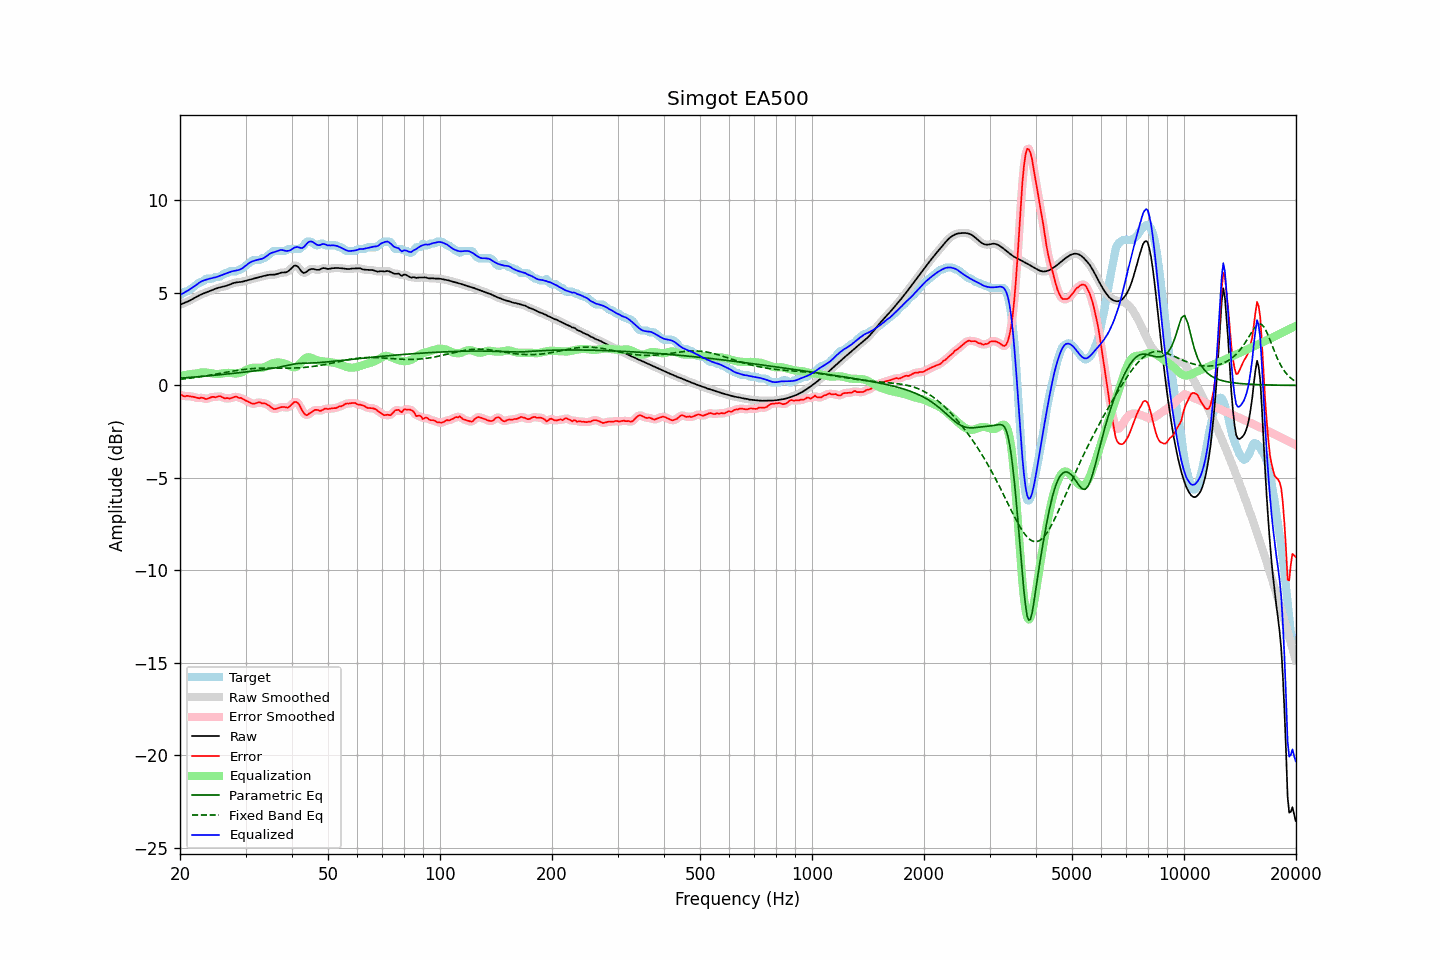 Simgot EA500
Amplitude (dBr)
10
5
0
−5
−10
−15
−20
−25
Target
Raw Smoothed
Error Smoothed
Raw
Error
Equalization
Parametric Eq
Fixed Band Eq
Equalized
20 50 100 200 500 1000 2000 5000 10000 20000
Frequency (Hz)